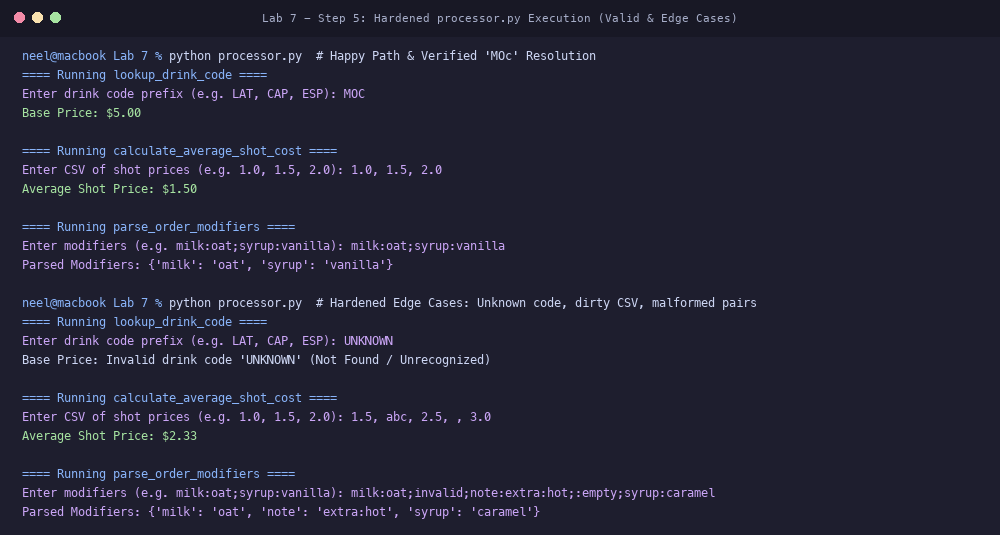 Lab 7 – Step 5: Hardened processor.py Execution (Valid & Edge Cases)
neel@macbook Lab 7 % python processor.py  # Happy Path & Verified 'MOc' Resolution
==== Running lookup_drink_code ====
Enter drink code prefix (e.g. LAT, CAP, ESP): MOC
Base Price: $5.00
==== Running calculate_average_shot_cost ====
Enter CSV of shot prices (e.g. 1.0, 1.5, 2.0): 1.0, 1.5, 2.0
Average Shot Price: $1.50
==== Running parse_order_modifiers ====
Enter modifiers (e.g. milk:oat;syrup:vanilla): milk:oat;syrup:vanilla
Parsed Modifiers: {'milk': 'oat', 'syrup': 'vanilla'}
neel@macbook Lab 7 % python processor.py  # Hardened Edge Cases: Unknown code, dirty CSV, malformed pairs
==== Running lookup_drink_code ====
Enter drink code prefix (e.g. LAT, CAP, ESP): UNKNOWN
Base Price: Invalid drink code 'UNKNOWN' (Not Found / Unrecognized)
==== Running calculate_average_shot_cost ====
Enter CSV of shot prices (e.g. 1.0, 1.5, 2.0): 1.5, abc, 2.5, , 3.0
Average Shot Price: $2.33
==== Running parse_order_modifiers ====
Enter modifiers (e.g. milk:oat;syrup:vanilla): milk:oat;invalid;note:extra:hot;:empty;syrup:caramel
Parsed Modifiers: {'milk': 'oat', 'note': 'extra:hot', 'syrup': 'caramel'}